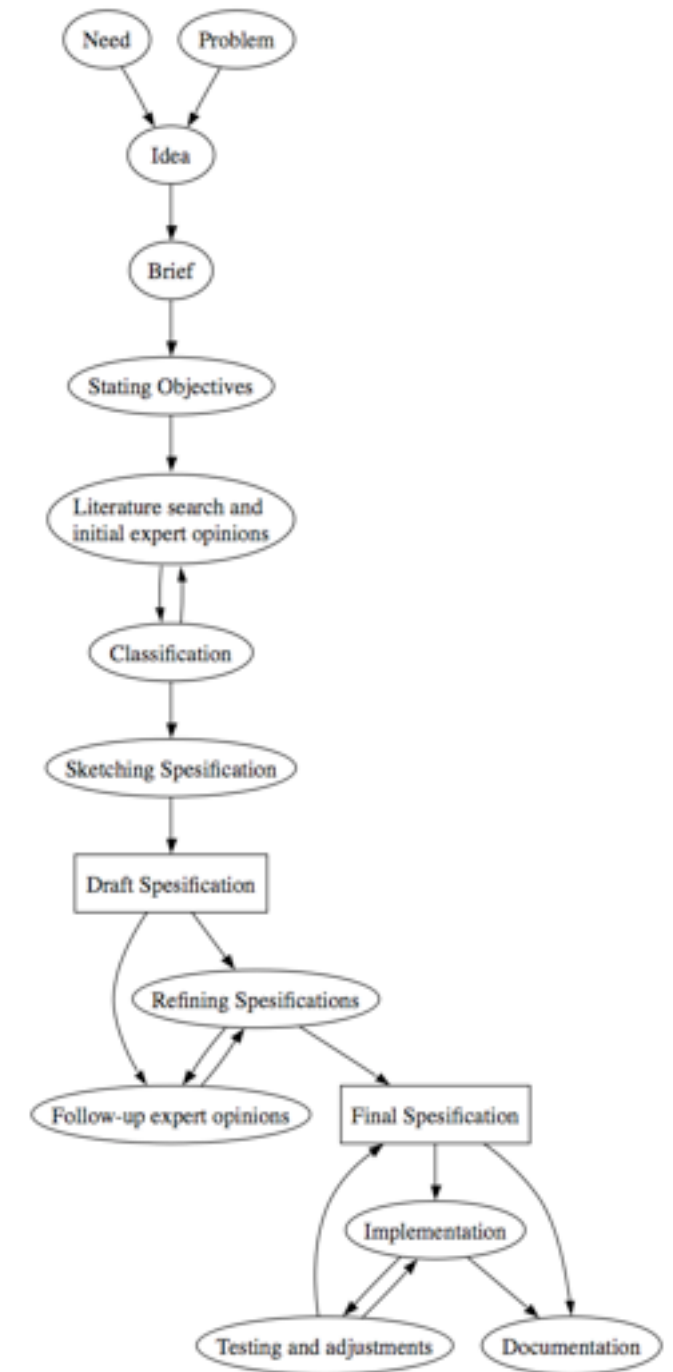 Need
Problem
Idea
Brief
Stating Objectives
Literature search and
initial expert opinions
Classification
Sketching Spesification
Draft Spesification
Refining Spesifications
Follow-up expert opinions
Final Spesification
Implementation
Testing and adjustments
Documentation